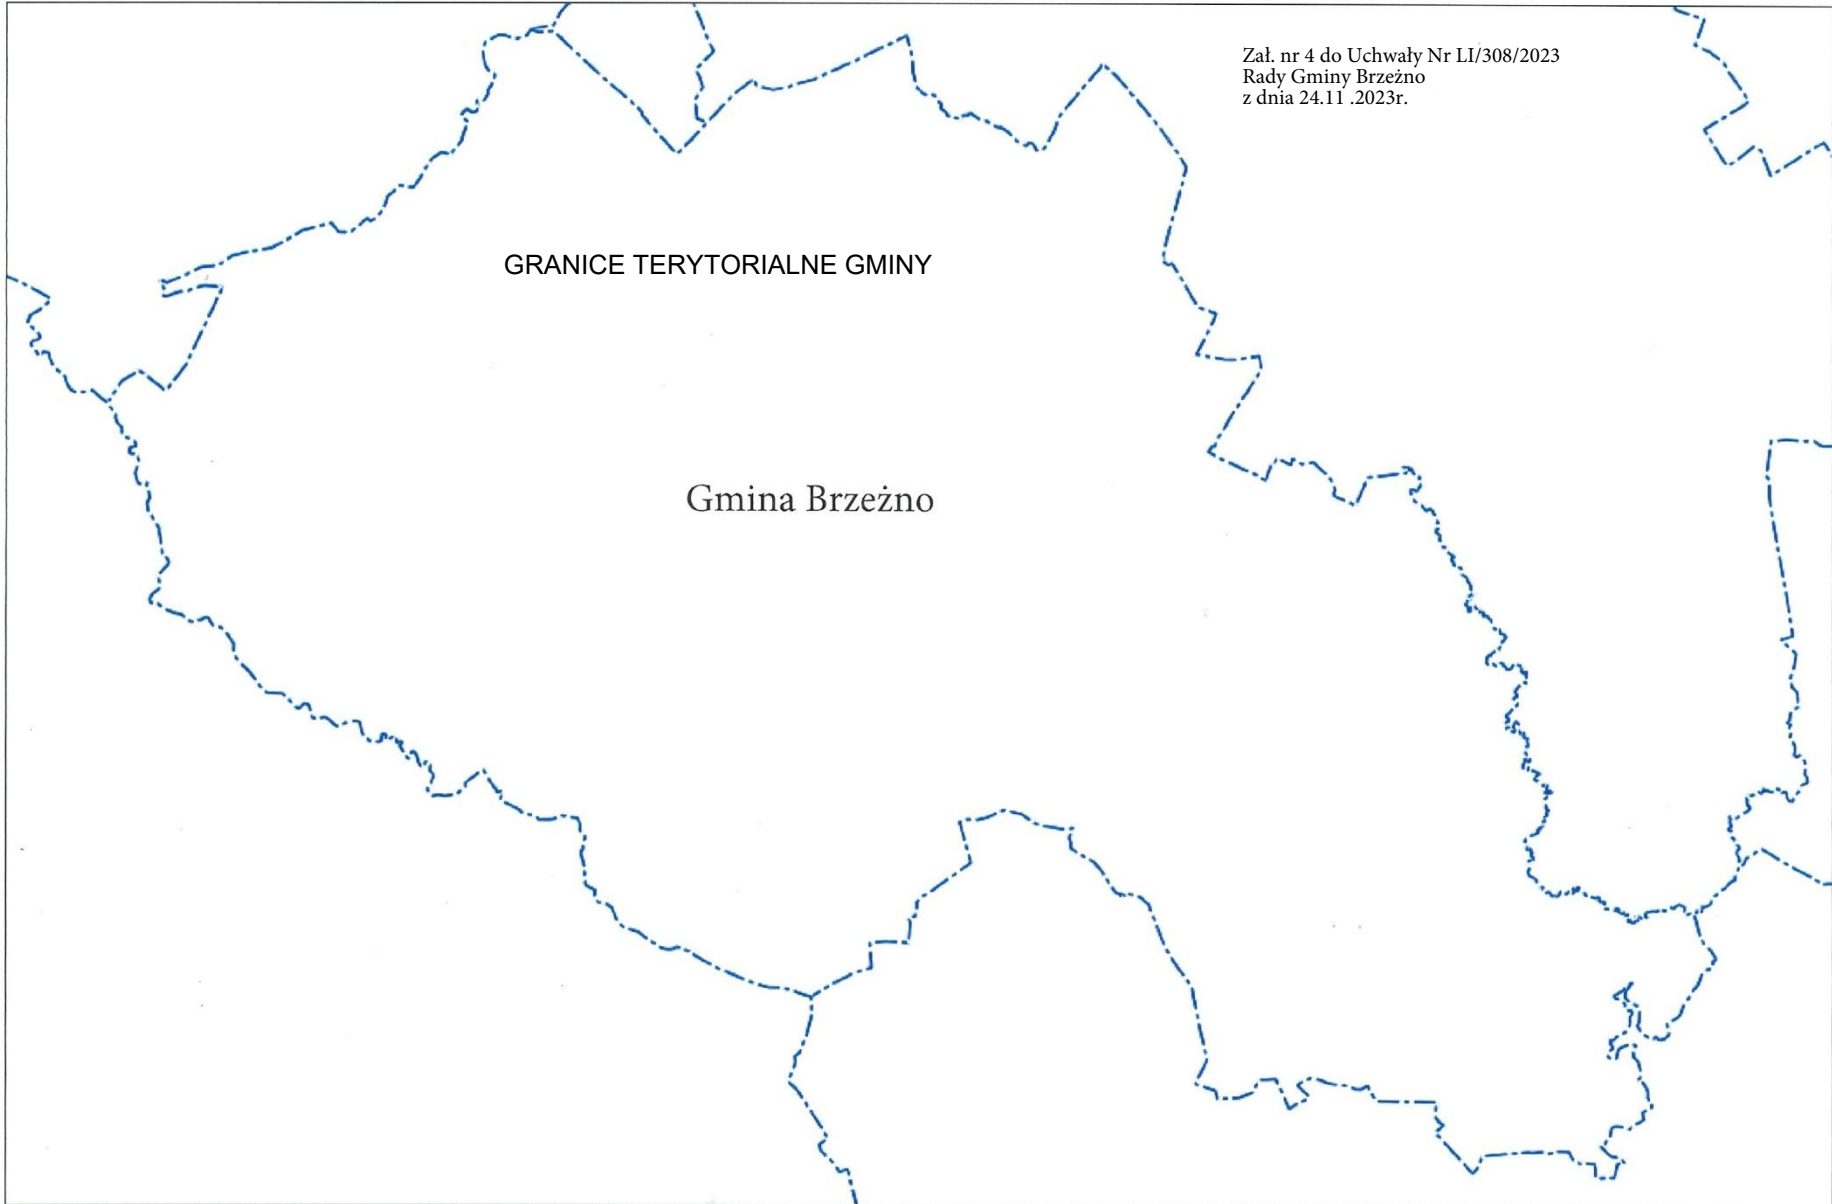 Zał. nr 4 do Uchwały Nr LI/308/2023
Rady Gminy Brzeżno
z dnia 24.11 .2023r.
GRANICE TERYTORIALNE GMINY
Gmina Brzeżno